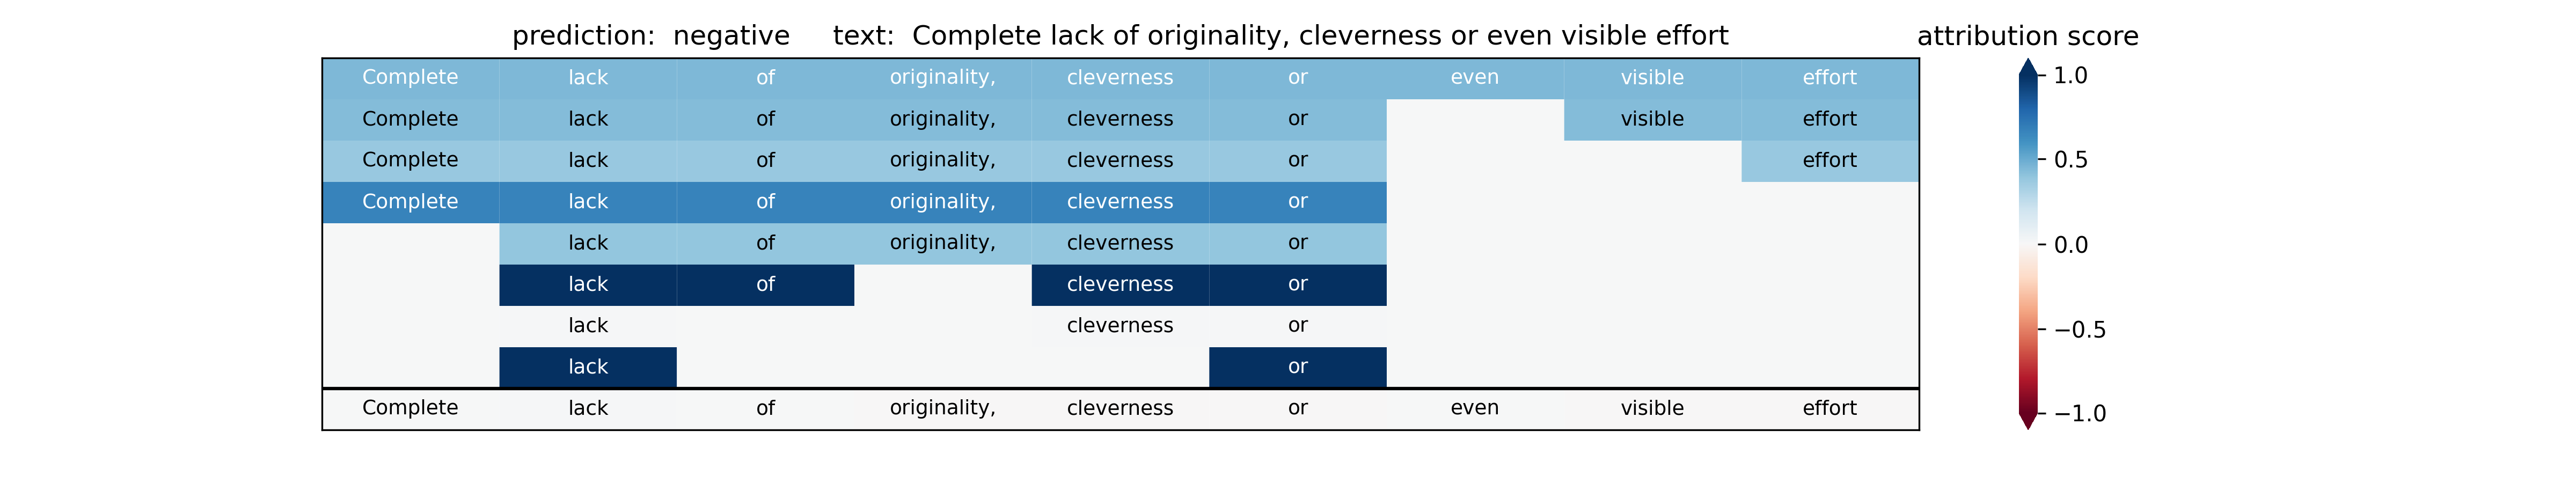 prediction:  negative     text:  Complete lack of originality, cleverness or even visible effort
attribution score
Complete lack of originality, cleverness or even visible effort
Complete lack of originality, cleverness or visible effort
Complete lack of originality, cleverness or effort
Complete lack of originality, cleverness or
lack of originality, cleverness or
lack of cleverness or
lack cleverness or
lack or
Complete lack of originality, cleverness or even visible effort
1.0
0.5
0.0
−0.5
−1.0